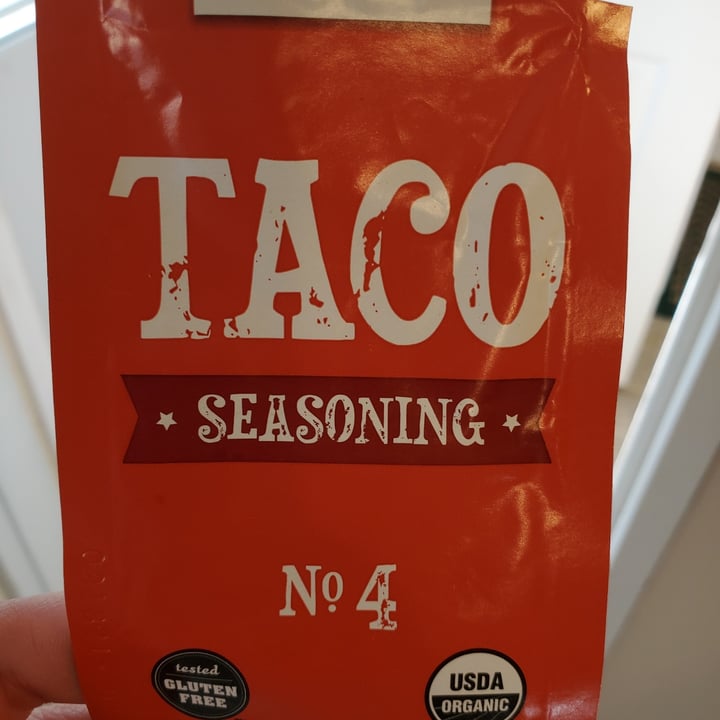 TACO
SEASONING
Nº 4
tested
GLUTEN
FREE
USDA
ORGANIC